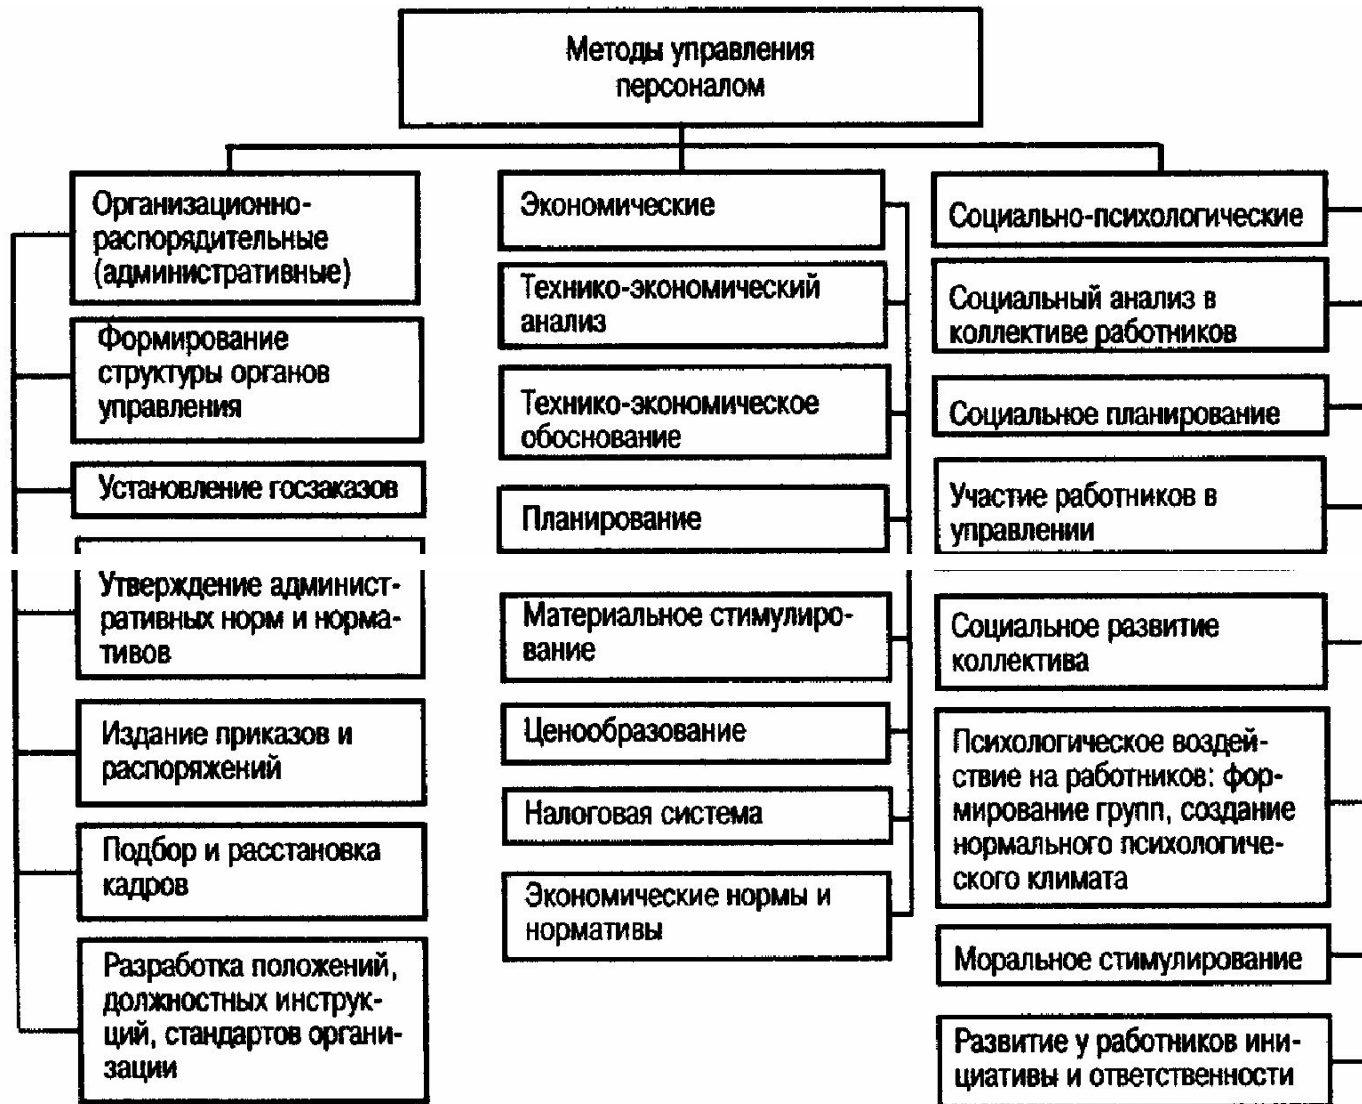 Методы управления
персоналом
Организационно-
распорядительные
(административные)
Формирование
структуры органов
управления
Установление госзаказов
Утверждение админист-
ративных норм и норма-
тивов
Издание приказов и
распоряжений
Подбор и расстановка
кадров
Разработка положений,
должностных инструк-
ций, стандартов органи-
зации
Экономические
Технико-экономический
анализ
Технико-экономическое
обоснование
Планирование
Материальное стимулиро-
вание
Ценообразование
Налоговая система
Экономические нормы и
нормативы
Социально-психологические
Социальный анализ в
коллективе работников
Социальное планирование
Участие работников в
управлении
Социальное развитие
коллектива
Психологическое воздей-
ствие на работников: фор-
мирование групп, создание
нормального психологиче-
ского климата
Моральное стимулирование
Развитие у работников ини-
циативы и ответственности